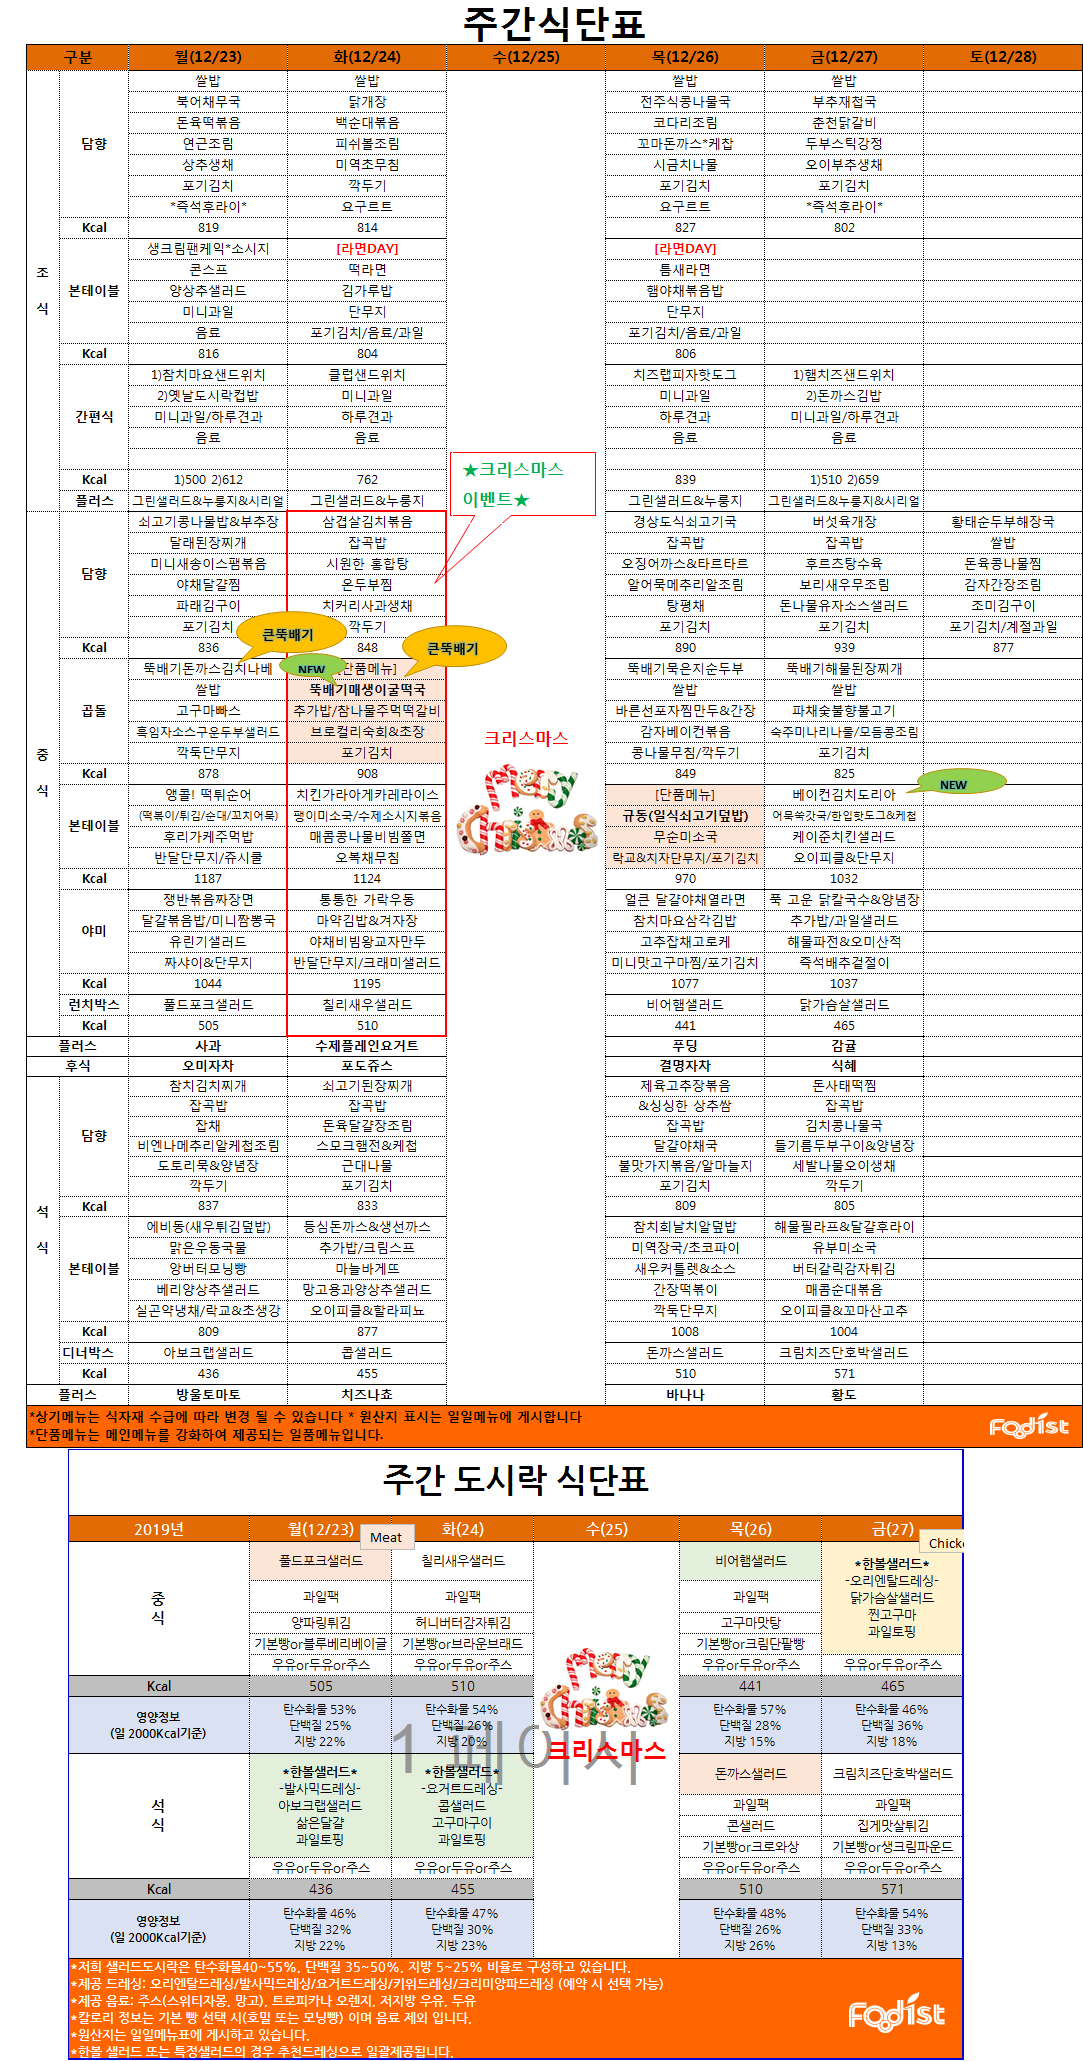 주간식단표
구분 월(12/23) 화(12/24) 수(12/25) 목(12/26) 금(12/27) 토(12/28)
조식
담향 쌀밥 쌀밥 쌀밥 쌀밥
북어채무국 닭개장 전주식콩나물국 부추재첩국
돈육떡볶음 백순대볶음 코다리조림 춘천닭갈비
연근조림 피쉬볼조림 꼬마돈까스*케찹 두부스틱강정
상추생채 미역초무침 시금치나물 오이부추생채
포기김치 깍두기 포기김치 포기김치
*즉석후라이* 요구르트 요구르트 *즉석후라이*
Kcal 819 814 827 802
본테이블 생크림팬케익*소시지 [라면DAY] [라면DAY]
콘스프 떡라면 틈새라면
양상추샐러드 김가루밥 햄야채볶음밥
미니과일 단무지 단무지
음료 포기김치/음료/과일 포기김치/음료/과일
Kcal 816 804 806
간편식 1)참치마요샌드위치 클럽샌드위치 치즈랩피자핫도그 1)햄치즈샌드위치
2)옛날도시락컵밥 미니과일 미니과일 2)돈까스김밥
미니과일/하루견과 하루견과 하루견과 미니과일/하루견과
음료 음료 음료 음료
Kcal 1)500 2)612 762 839 1)510 2)659
플러스 그린샐러드&누룽지&시리얼 그린샐러드&누룽지 그린샐러드&누룽지 그린샐러드&누룽지&시리얼
★크리스마스
이벤트★
중식
담향 쇠고기콩나물밥&부추장 삼겹살김치볶음 경상도식쇠고기국 버섯육개장 황태순두부해장국
달래된장찌개 잡곡밥 잡곡밥 잡곡밥 쌀밥
미니새송이스팸볶음 시원한 홍합탕 오징어까스&타르타르 후르츠탕수육 돈육콩나물찜
야채달걀찜 온두부찜 알어묵메추리알조림 보리새우무조림 감자간장조림
파래김구이 치커리사과생채 탕평채 돈나물유자소스샐러드 조미김구이
포기김치 깍두기 포기김치 포기김치 포기김치/계절과일
큰뚝배기
큰뚝배기
Kcal 836 848 890 939 877
NEW
곱돌 뚝배기돈까스김치나베 [단품메뉴] 뚝배기묵은지순두부 뚝배기해물된장찌개
쌀밥 뚝배기매생이굴떡국 쌀밥 쌀밥
고구마빠스 추가밥/참나물주먹떡갈비 바른선포자찜만두&간장 파채숯불향불고기
흑임자소스구운두부샐러드 브로컬리숙회&초장 감자베이컨볶음 숙주미나리나물/모듬콩조림
깍둑단무지 포기김치 콩나물무침/깍두기 포기김치
크리스마스
Merry Christmas
Kcal 878 908 849 825
NEW
본테이블 앵콜! 떡튀순어 치킨가라아게카레라이스 [단품메뉴] 베이컨김치도리아
(떡볶이/튀김/순대/꼬치어묵) 팽이미소국/수제소시지볶음 규동(일식쇠고기덮밥) 어묵쑥갓국/한입핫도그&케첩
후리가케주먹밥 매콤콩나물비빔쫄면 무순미소국 케이준치킨샐러드
반달단무지/쥬시쿨 오복채무침 락교&치자단무지/포기김치 오이피클&단무지
Kcal 1187 1124 970 1032
야미 쟁반볶음짜장면 통통한 가락우동 얼큰 달걀야채열라면 푹 고운 닭칼국수&양념장
달걀볶음밥/미니짬뽕국 마약김밥&겨자장 참치마요삼각김밥 추가밥/과일샐러드
유린기샐러드 야채비빔왕교자만두 고추잡채고로케 해물파전&오미산적
짜샤이&단무지 반달단무지/크래미샐러드 미니맛고구마찜/포기김치 즉석배추겉절이
Kcal 1044 1195 1077 1037
런치박스 풀드포크샐러드 칠리새우샐러드 비어햄샐러드 닭가슴살샐러드
Kcal 505 510 441 465
플러스 사과 수제플레인요거트 푸딩 감귤
후식 오미자차 포도쥬스 결명자차 식혜
석식
담향 참치김치찌개 쇠고기된장찌개 제육고추장볶음 돈사태떡찜
잡곡밥 잡곡밥 &싱싱한 상추쌈 잡곡밥
잡채 돈육달걀장조림 잡곡밥 김치콩나물국
비엔나메추리알케첩조림 스모크햄전&케첩 달걀야채국 들기름두부구이&양념장
도토리묵&양념장 근대나물 불맛가지볶음/알마늘지 세발나물오이생채
깍두기 포기김치 포기김치 깍두기
Kcal 837 833 809 805
본테이블 에비동(새우튀김덮밥) 등심돈까스&생선까스 참치회날치알덮밥 해물필라프&달걀후라이
맑은우동국물 추가밥/크림스프 미역장국/초코파이 유부미소국
앙버터모닝빵 마늘바게뜨 새우커틀렛&소스 버터갈릭감자튀김
베리양상추샐러드 망고용과양상추샐러드 간장떡볶이 매콤순대볶음
실곤약냉채/락교&초생강 오이피클&할라피뇨 깍둑단무지 오이피클&꼬마산고추
Kcal 809 877 1008 1004
디너박스 아보크랩샐러드 콥샐러드 돈까스샐러드 크림치즈단호박샐러드
Kcal 436 455 510 571
플러스 방울토마토 치즈나쵸 바나나 황도
*상기메뉴는 식자재 수급에 따라 변경 될 수 있습니다 * 원산지 표시는 일일메뉴에 게시합니다
*단품메뉴는 메인메뉴를 강화하여 제공되는 일품메뉴입니다.
Fodist
주간 도시락 식단표
2019년 월(12/23) 화(24) 수(25) 목(26) 금(27)
Meat
Chicke
중식
풀드포크샐러드 칠리새우샐러드 비어햄샐러드 *한볼샐러드*
-오리엔탈드레싱-
닭가슴살샐러드
찐고구마
과일토핑
과일팩 과일팩 과일팩
양파링튀김 허니버터감자튀김 고구마맛탕
기본빵or블루베리베이글 기본빵or브라운브래드 기본빵or크림단팥빵
우유or두유or주스 우유or두유or주스 우유or두유or주스 우유or두유or주스
Kcal 505 510 441 465
영양정보
(일 2000Kcal기준)
탄수화물 53% 탄수화물 54% 탄수화물 57% 탄수화물 46%
단백질 25% 단백질 26% 단백질 28% 단백질 36%
지방 22% 지방 20% 지방 15% 지방 18%
Merry Christmas
크리스마스
1 페이지
석식
*한볼샐러드* *한볼샐러드* 돈까스샐러드 크림치즈단호박샐러드
-발사믹드레싱- -요거트드레싱- 과일팩 과일팩
아보크랩샐러드 콥샐러드 콘샐러드 집게맛살튀김
삶은달걀 고구마구이 기본빵or크로와상 기본빵or생크림파운드
과일토핑 과일토핑
우유or두유or주스 우유or두유or주스 우유or두유or주스 우유or두유or주스
Kcal 436 455 510 571
영양정보
(일 2000Kcal기준)
탄수화물 46% 탄수화물 47% 탄수화물 48% 탄수화물 54%
단백질 32% 단백질 30% 단백질 26% 단백질 33%
지방 22% 지방 23% 지방 26% 지방 13%
*저희 샐러드도시락은 탄수화물40~55%, 단백질 35~50%, 지방 5~25% 비율로 구성하고 있습니다.
*제공 드레싱: 오리엔탈드레싱/발사믹드레싱/요거트드레싱/키위드레싱/크리미양파드레싱 (예약 시 선택 가능)
*제공 음료: 주스(스위티자몽, 망고), 트로피카나 오렌지, 저지방 우유, 두유
*칼로리 정보는 기본 빵 선택 시(호밀 또는 모닝빵) 이며 음료 제외 입니다.
*원산지는 일일메뉴표에 게시하고 있습니다.
*한볼 샐러드 또는 특정샐러드의 경우 추천드레싱으로 일괄제공됩니다.
Fodist